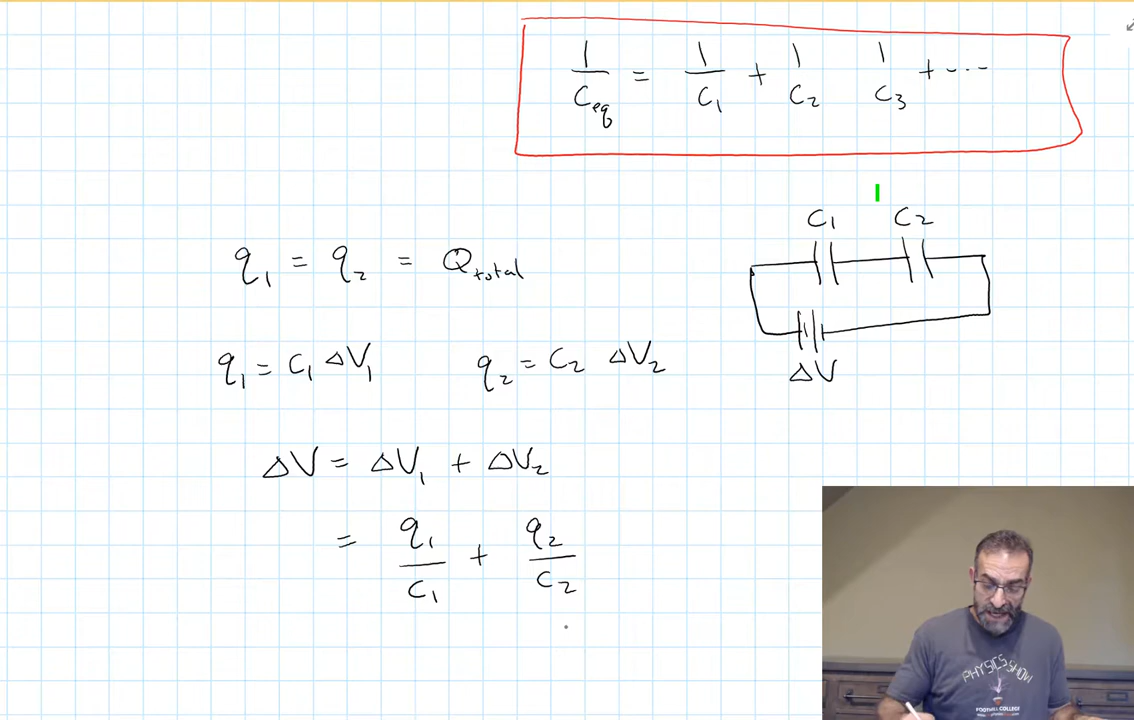 1/C_eq = 1/C_1 + 1/C_2 1/C_3 + ...
C_1 C_2
q_1 = q_2 = Q_total
q_1 = C_1 ΔV_1 q_2 = C_2 ΔV_2
ΔV
ΔV = ΔV_1 + ΔV_2
= q_1/C_1 + q_2/C_2
PHYSICS SHOW
FOOTHILL COLLEGE